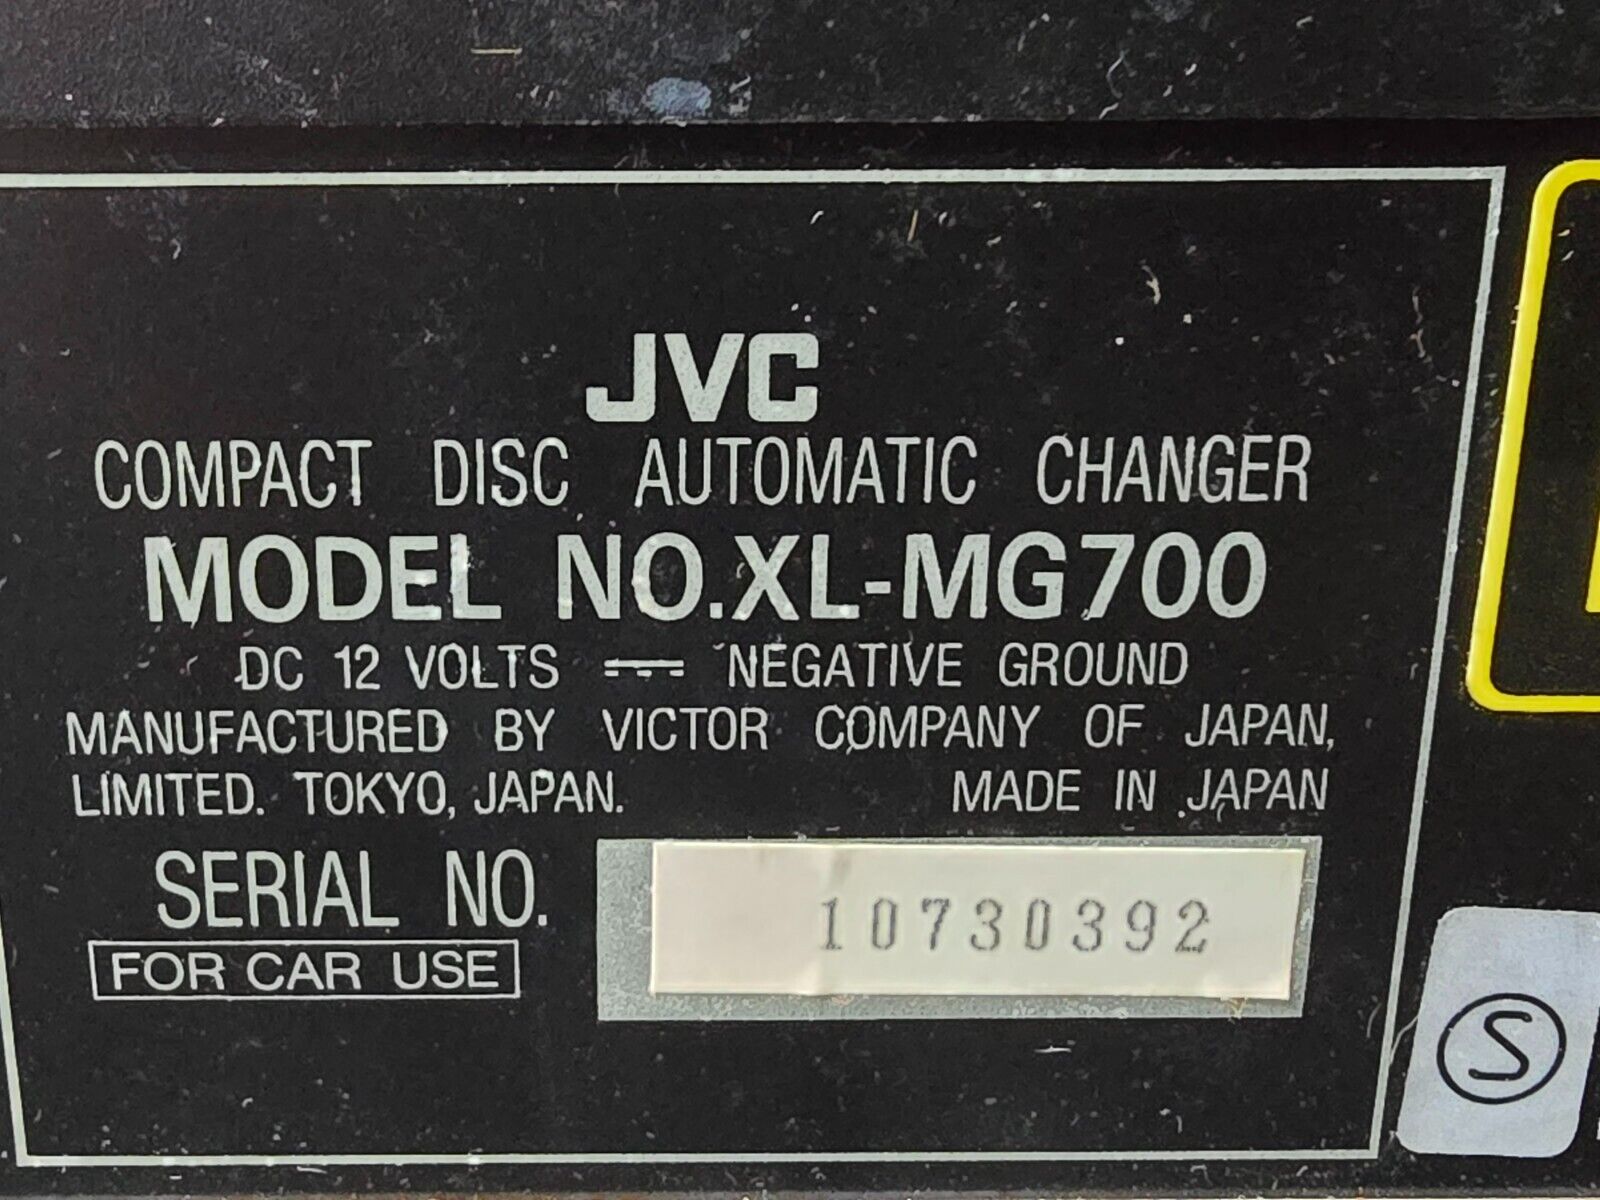 JVC
COMPACT DISC AUTOMATIC CHANGER
MODEL NO.XL-MG700
DC 12 VOLTS ⎓ NEGATIVE GROUND
MANUFACTURED BY VICTOR COMPANY OF JAPAN,
LIMITED. TOKYO, JAPAN. MADE IN JAPAN
SERIAL NO. 10730392
FOR CAR USE
S